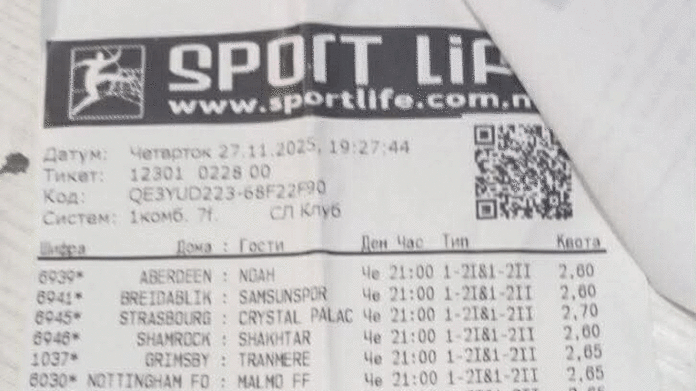 SPORT LiF
www.sportlife.com.m
Датум: Четврток 27.11.2025, 19:27:44
Тикет: 12301 0228 00
Код: QE3YUD223-68F22F90
Систем: 1комб. 7f. СЛ Клуб
Шифра Дома : Гости Ден Час Тип Квота
6939* ABERDEEN : NOAH Че 21:00 1-2I&1-2II 2,60
6941* BREIDABLIK : SAMSUNSPOR Че 21:00 1-2I&1-2II 2,60
6945* STRASBOURG : CRYSTAL PALAC Че 21:00 1-2I&1-2II 2,70
6946* SHAMROCK : SHAKHTAR Че 21:00 1-2I&1-2II 2,60
1037* GRIMSBY : TRANMERE Че 21:00 1-2I&1-2II 2,65
6030* NOTTINGHAM FO : MALMO FF Че 21:00 1-2I&1-2II 2,65